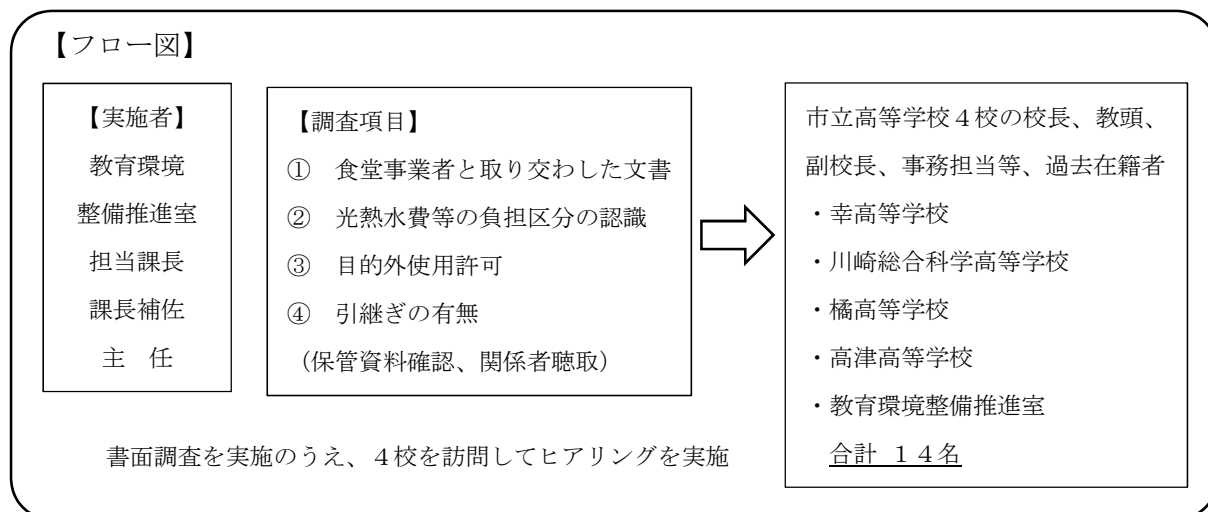 【フロー図】
【実施者】
教育環境
整備推進室
担当課長
課長補佐
主　任
【調査項目】
①　食堂事業者と取り交わした文書
②　光熱水費等の負担区分の認識
③　目的外使用許可
④　引継ぎの有無
（保管資料確認、関係者聴取）
市立高等学校４校の校長、教頭、
副校長、事務担当等、過去在籍者
・幸高等学校
・川崎総合科学高等学校
・橘高等学校
・高津高等学校
・教育環境整備推進室
合計　１４名
書面調査を実施のうえ、４校を訪問してヒアリングを実施